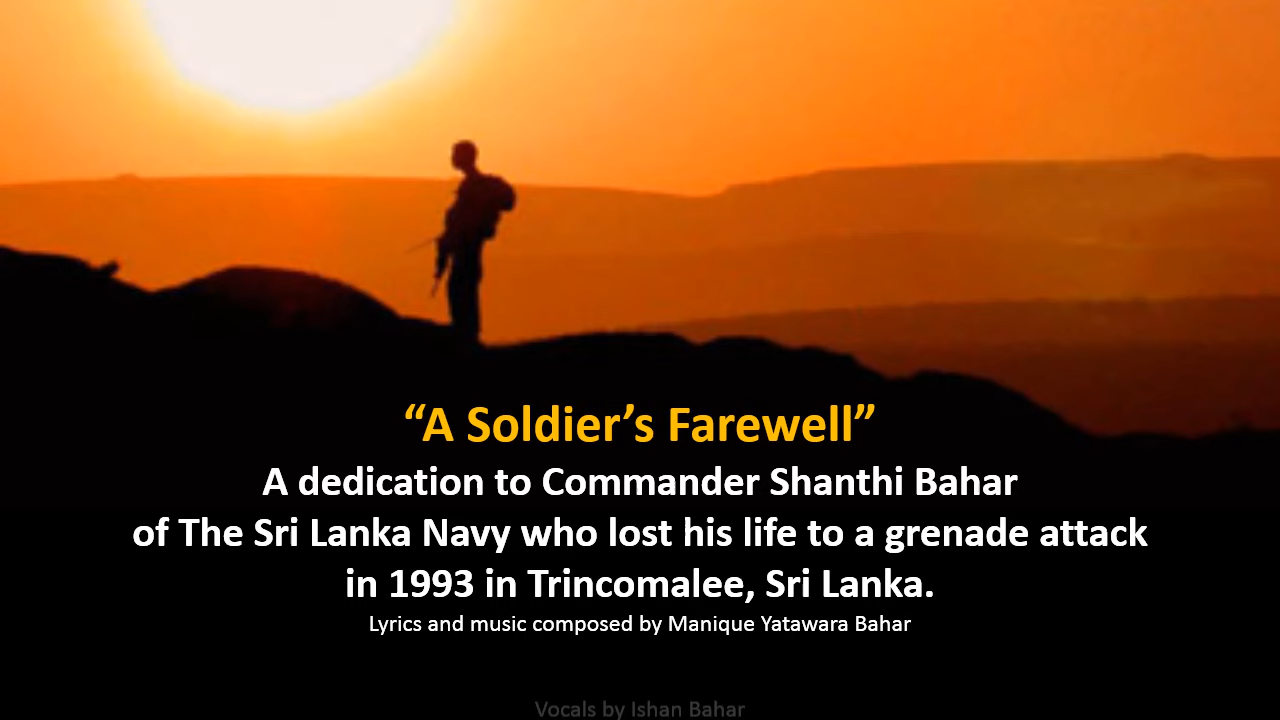 “A Soldier’s Farewell”
A dedication to Commander Shanthi Bahar
of The Sri Lanka Navy who lost his life to a grenade attack
in 1993 in Trincomalee, Sri Lanka.
Lyrics and music composed by Manique Yatawara Bahar
Vocals by Ishan Bahar